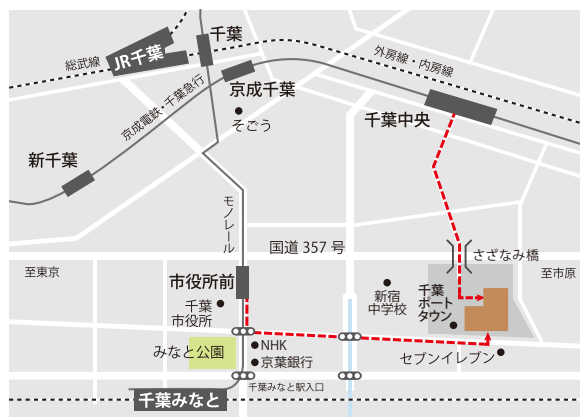 千葉
JR千葉
総武線
外房線・内房線
京成千葉
京成電鉄・千葉急行
そごう
千葉中央
新千葉
モノレール
国道 357 号
さざなみ橋
至東京
至市原
市役所前
千葉
市役所
新宿
中学校
千葉
ポート
タウン
みなと公園
NHK
京葉銀行
セブンイレブン
千葉みなと駅入口
千葉みなと